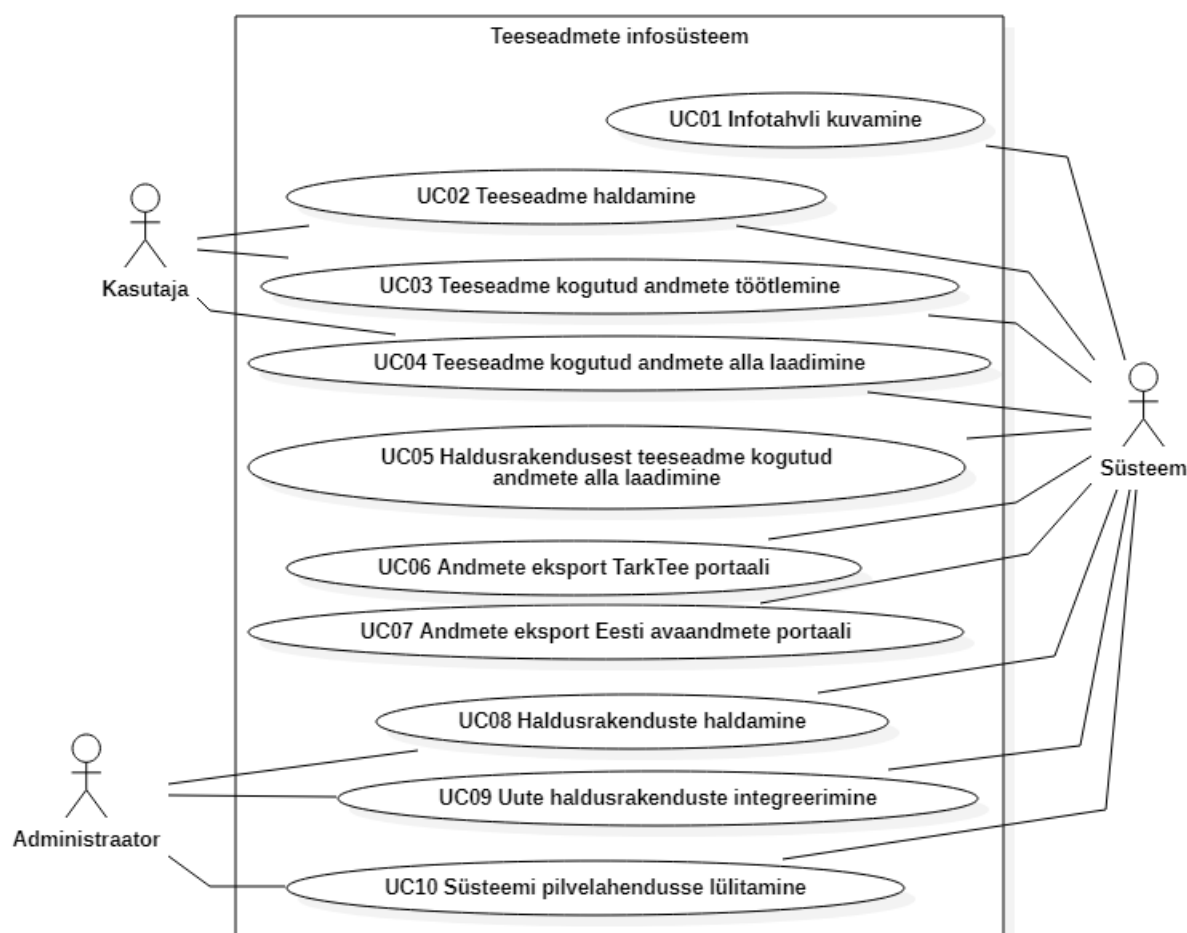 Teeseadmete infosüsteem
UC01 Infotahvli kuvamine
UC02 Teeseadme haldamine
Kasutaja
UC03 Teeseadme kogutud andmete töötlemine
UC04 Teeseadme kogutud andmete alla laadimine
UC05 Haldusrakendusest teeseadme kogutud
andmete alla laadimine
Süsteem
UC06 Andmete eksport TarkTee portaali
UC07 Andmete eksport Eesti avaandmete portaali
UC08 Haldusrakenduste haldamine
UC09 Uute haldusrakenduste integreerimine
Administraator
UC10 Süsteemi pilvelahendusse lülitamine